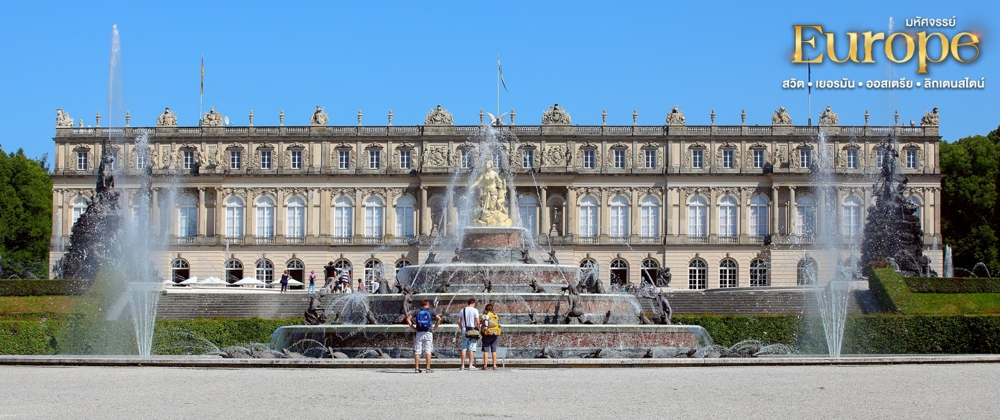 มหัศจรรย์
Europe
สวิต • เยอรมัน • ออสเตรีย • ลิกเตนสไตน์